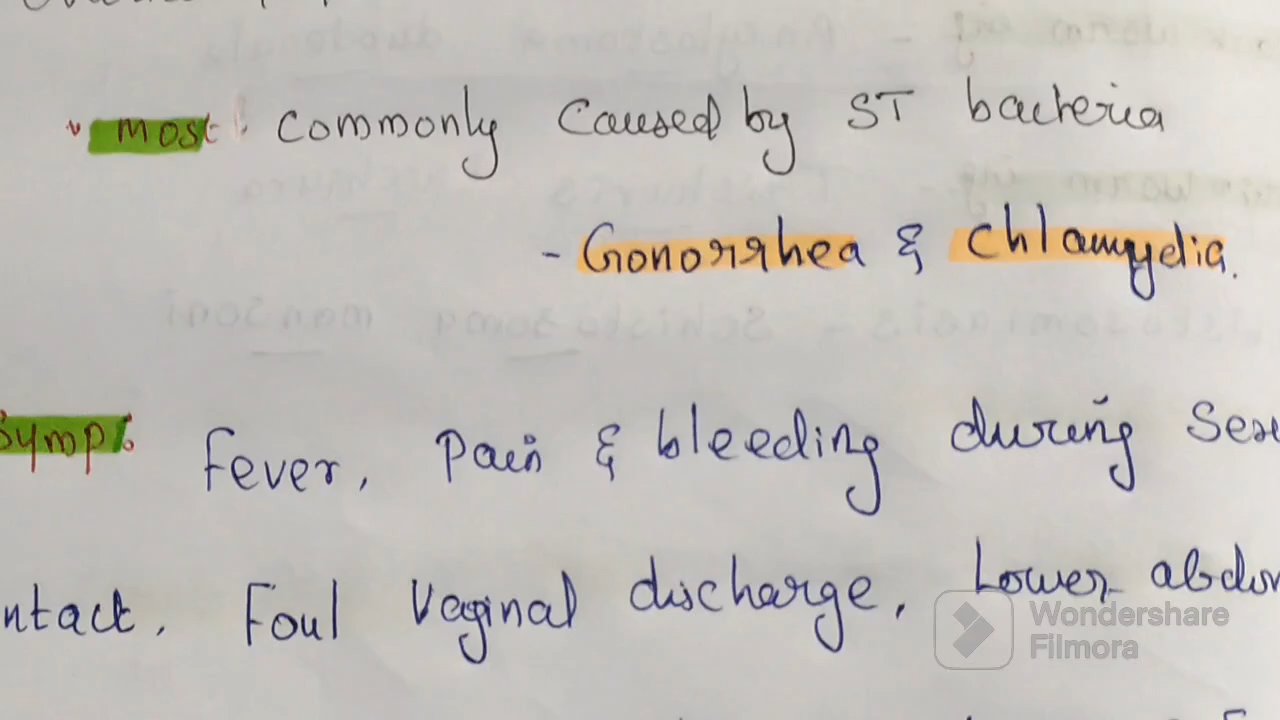 most commonly caused by ST bacteria
- Gonorrhea & chlamydia.
Symp: Fever, Pain & bleeding during Sex
ntact, Foul Vaginal discharge, Lower abdom
Wondershare
Filmora